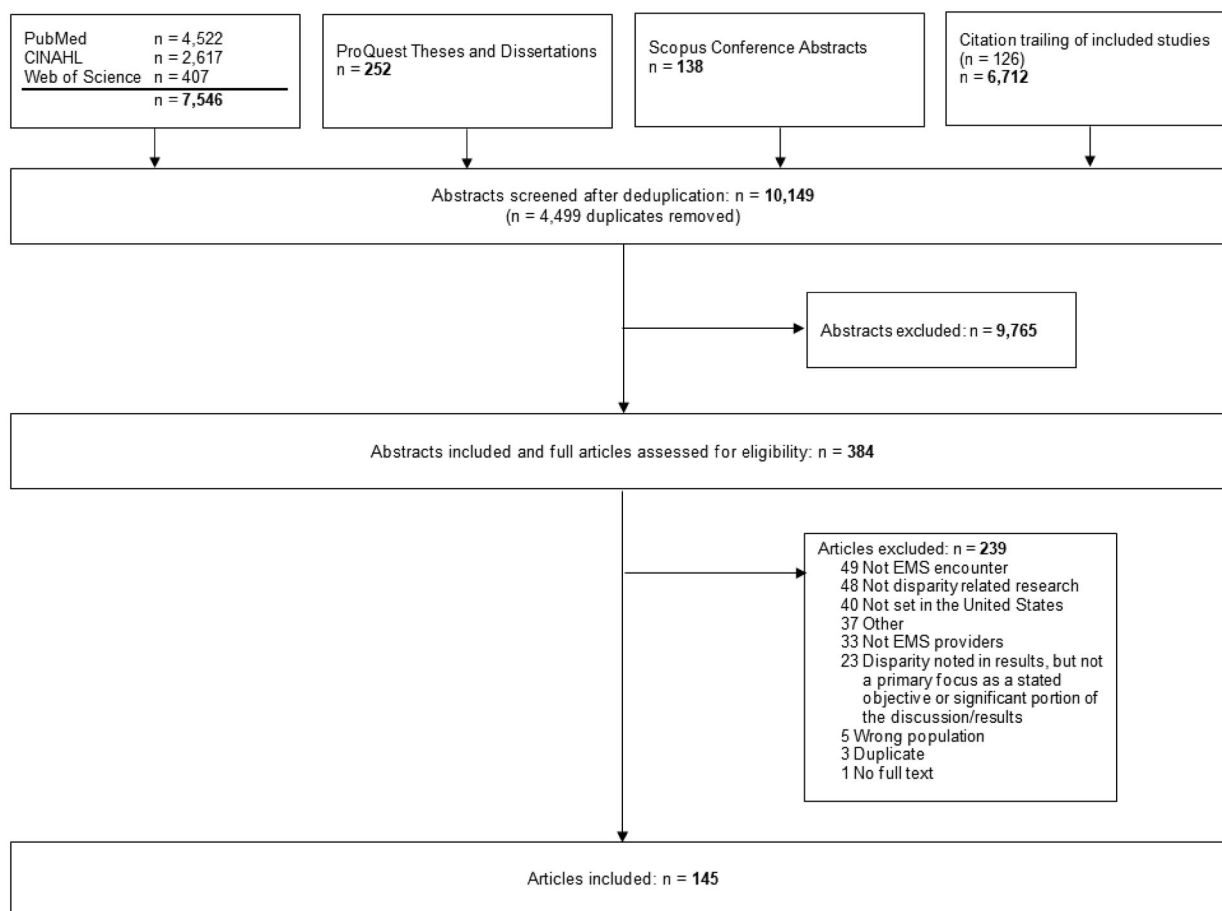 PubMed n = 4,522
CINAHL n = 2,617
Web of Science n = 407
n = 7,546
ProQuest Theses and Dissertations
n = 252
Scopus Conference Abstracts
n = 138
Citation trailing of included studies
(n = 126)
n = 6,712
Abstracts screened after deduplication: n = 10,149
(n = 4,499 duplicates removed)
Abstracts excluded: n = 9,765
Abstracts included and full articles assessed for eligibility: n = 384
Articles excluded: n = 239
49 Not EMS encounter
48 Not disparity related research
40 Not set in the United States
37 Other
33 Not EMS providers
23 Disparity noted in results, but not
a primary focus as a stated
objective or significant portion of
the discussion/results
5 Wrong population
3 Duplicate
1 No full text
Articles included: n = 145